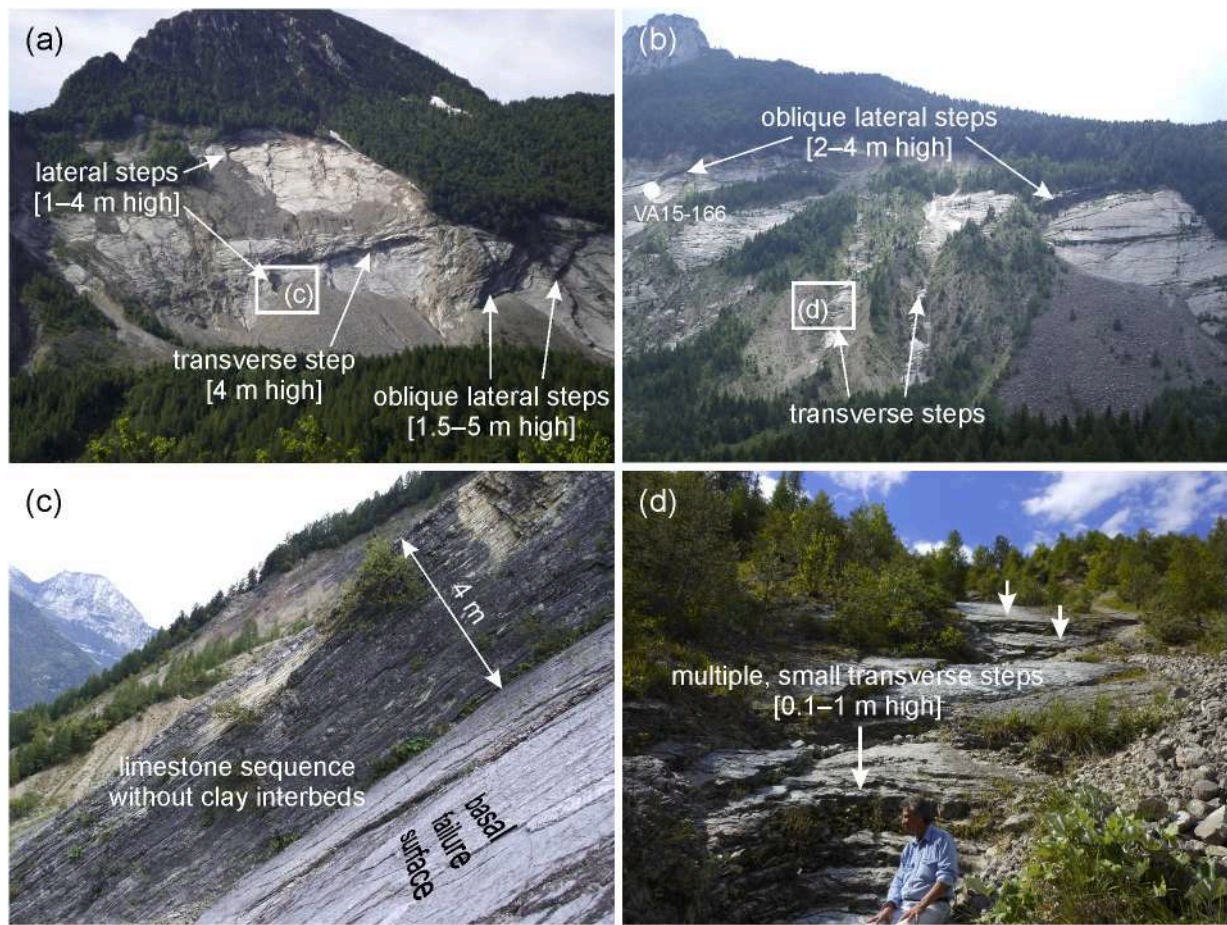 (a)
lateral steps
[1–4 m high]
(c)
transverse step
[4 m high]
oblique lateral steps
[1.5–5 m high]
(b)
oblique lateral steps
[2–4 m high]
VA15-166
(d)
transverse steps
(c)
4 m
limestone sequence
without clay interbeds
basal
failure
surface
(d)
multiple, small transverse steps
[0.1–1 m high]